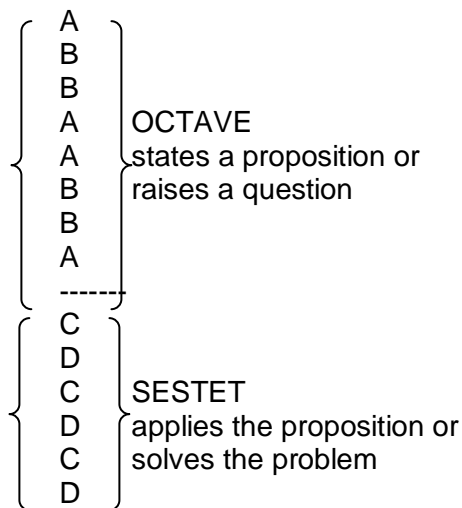 A
B
B
A OCTAVE
A states a proposition or
B raises a question
B
A
-------
C
D
C SESTET
D applies the proposition or
C solves the problem
D